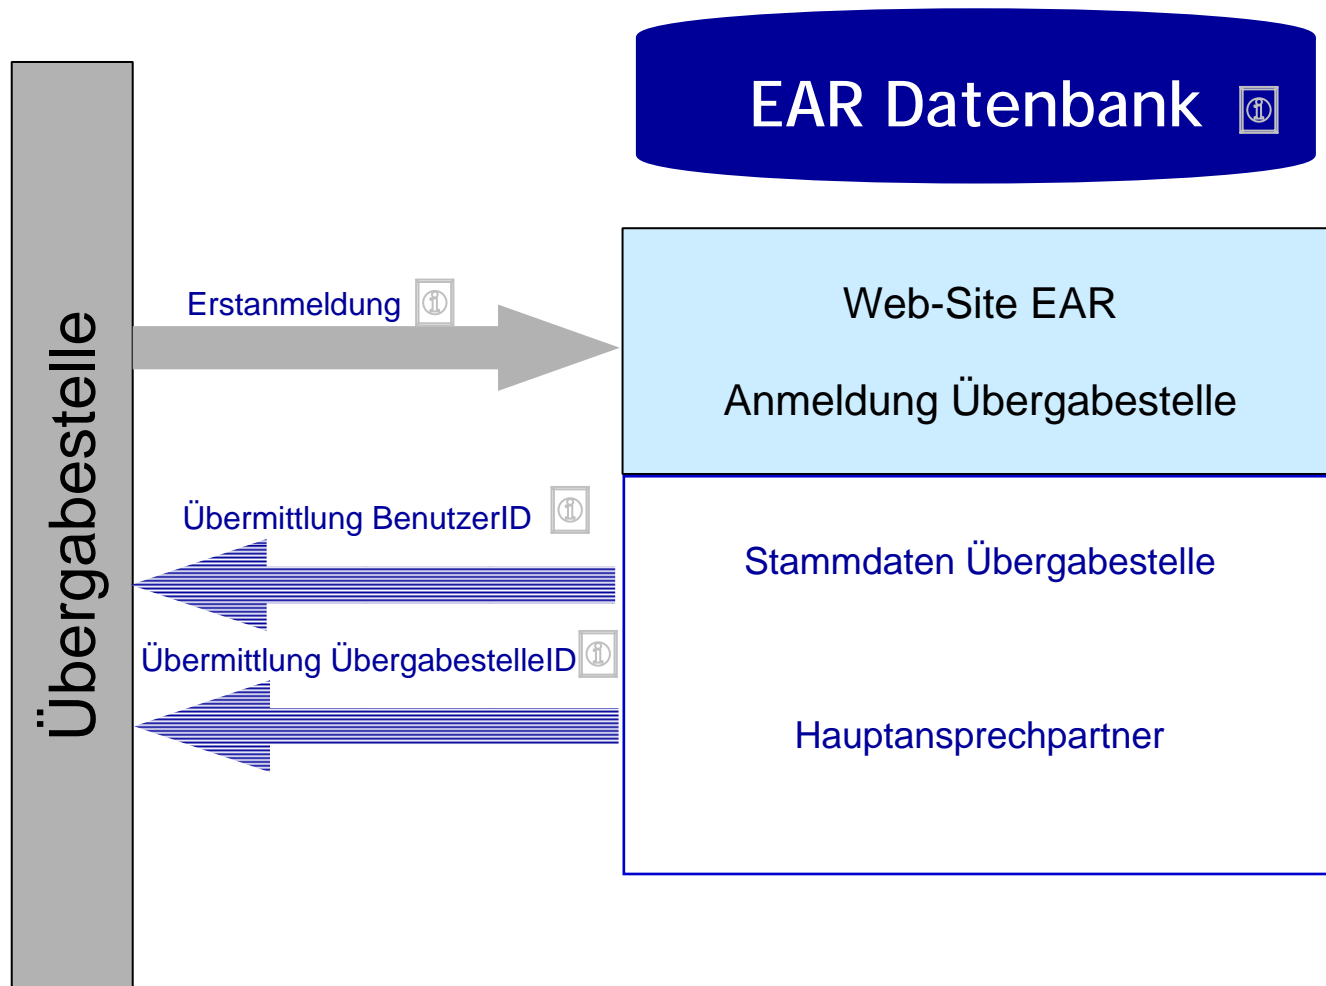 EAR Datenbank
Übergabestelle
Erstanmeldung
Web-Site EAR
Anmeldung Übergabestelle
Übermittlung BenutzerID
Stammdaten Übergabestelle
Übermittlung ÜbergabestelleID
Hauptansprechpartner